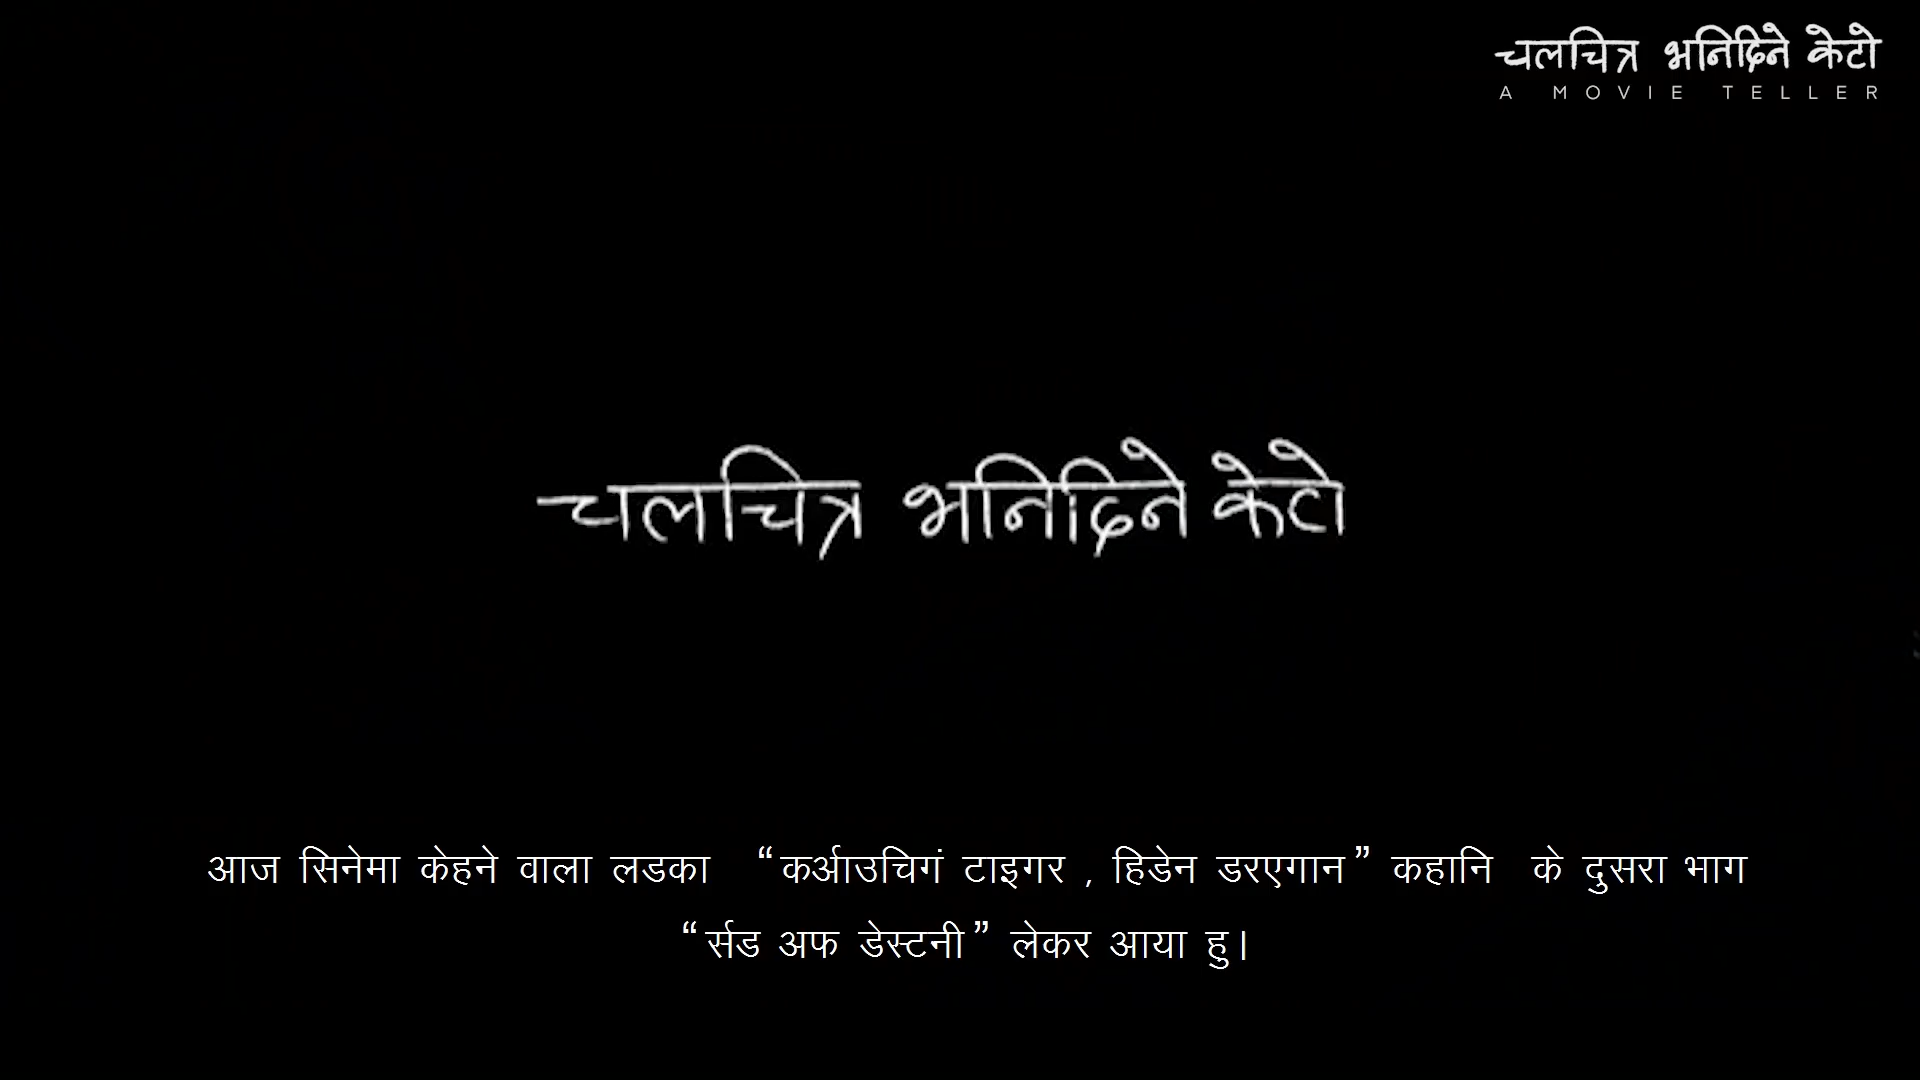 चलचित्र भनिदिने केटो
A MOVIE TELLER
चलचित्र भनिदिने केटो
आज सिनेमा केहने वाला लडका “कर्आउचिगं टाइगर , हिडेन डरएगान” कहानि के दुसरा भाग
“र्सड अफ डेस्टनी” लेकर आया हु।